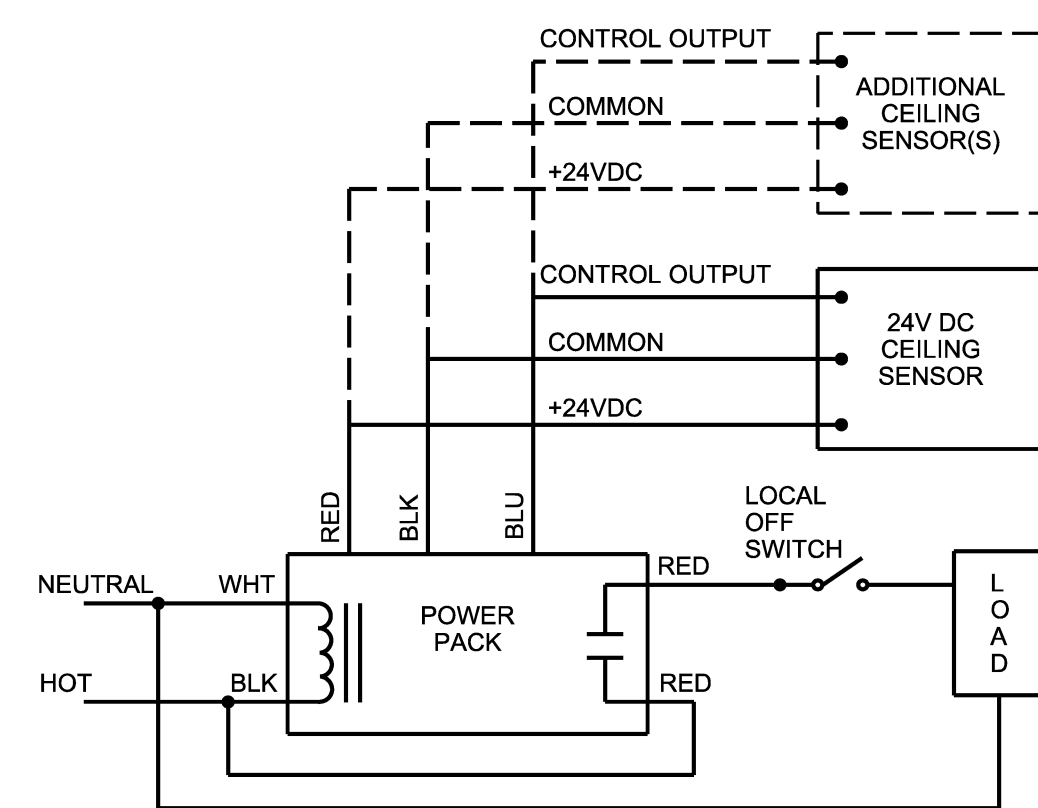 CONTROL OUTPUT
ADDITIONAL
CEILING
SENSOR(S)
COMMON
+24VDC
CONTROL OUTPUT
24V DC
CEILING
SENSOR
COMMON
+24VDC
RED
BLK
BLU
LOCAL
OFF
SWITCH
NEUTRAL
WHT
POWER
PACK
RED
L
O
A
D
HOT
BLK
RED